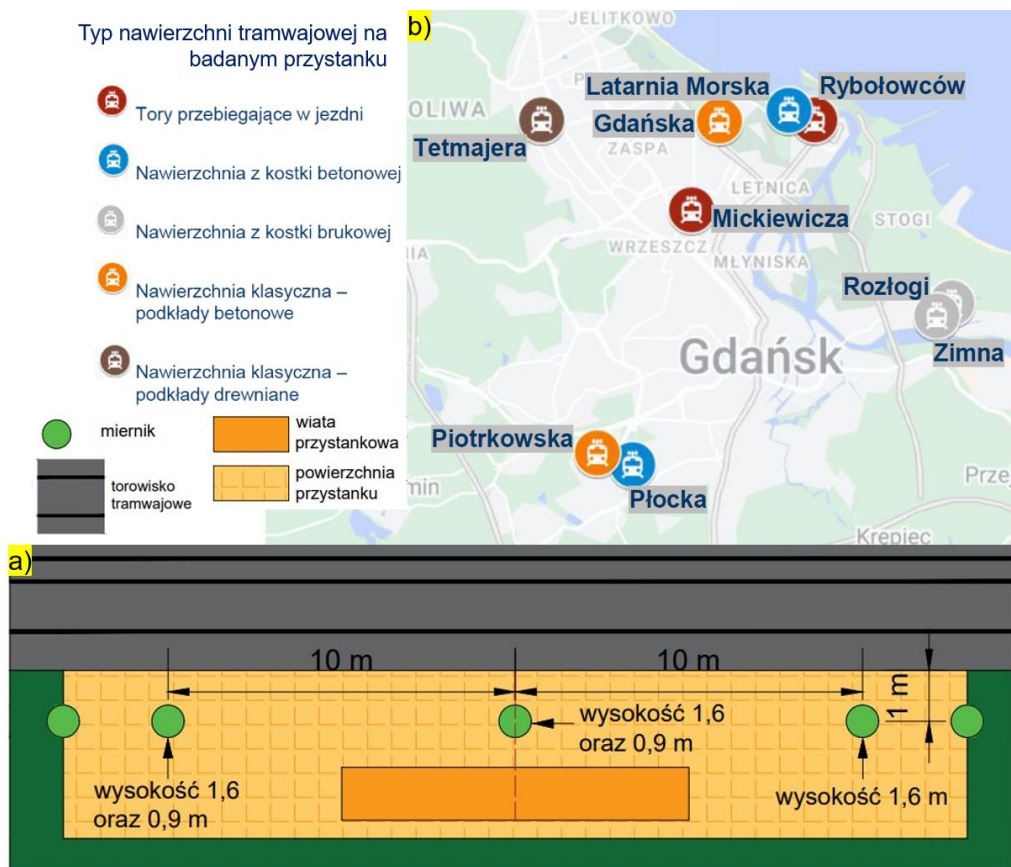 Typ nawierzchni tramwajowej na
badanym przystanku
Tory przebiegające w jezdni
Nawierzchnia z kostki betonowej
Nawierzchnia z kostki brukowej
Nawierzchnia klasyczna –
podkłady betonowe
Nawierzchnia klasyczna –
podkłady drewniane
miernik
wiata
przystankowa
torowisko
tramwajowe
powierzchnia
przystanku
b)
JELITKOWO
OLIWA
Latarnia Morska
Rybołowców
Gdańska
Tetmajera
ZASPA
LETNICA
Mickiewicza
STOGI
WRZESZCZ
MŁYNISKA
Rozłogi
Gdańsk
Zimna
Piotrkowska
Płocka
min
Prze
Krępiec
a)
10 m
10 m
1 m
wysokość 1,6
oraz 0,9 m
wysokość 1,6
oraz 0,9 m
wysokość 1,6 m